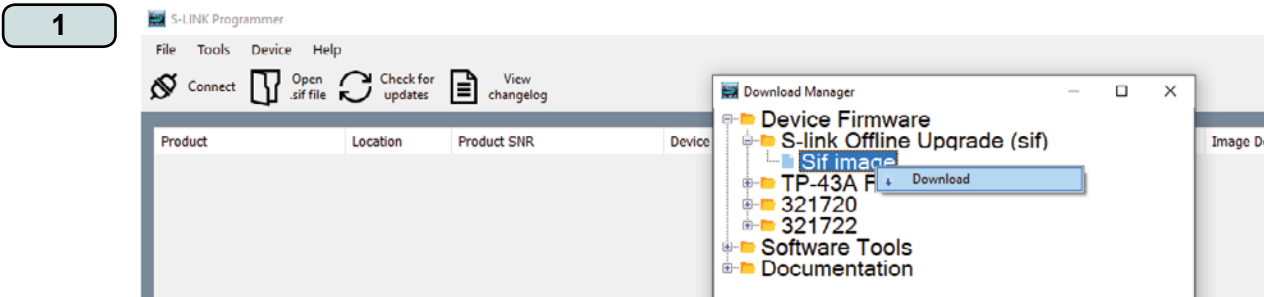 1
S-LINK Programmer
File Tools Device Help
Connect
Open .sif file
Check for updates
View changelog
Product Location Product SNR Device
Image D
Download Manager
Device Firmware
S-link Offline Upgrade (sif)
Sif image
Download
TP-43A F
321720
321722
Software Tools
Documentation